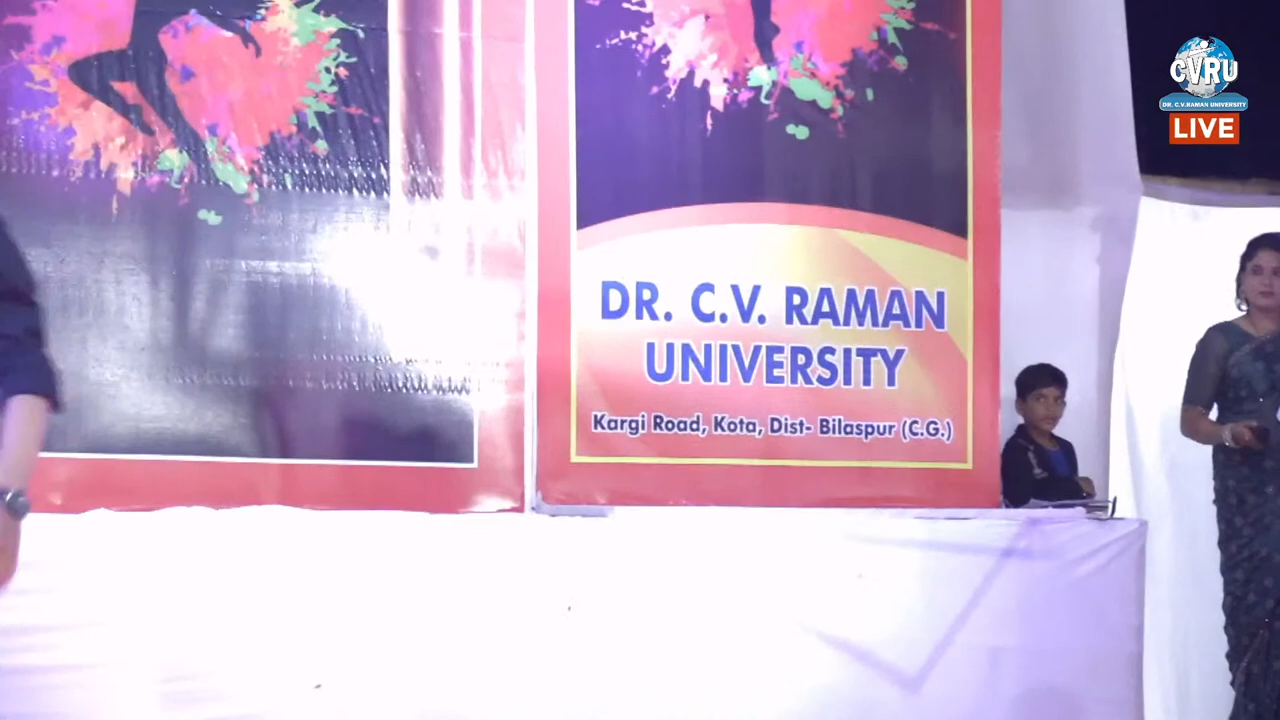 CVRU
DR. C.V.RAMAN UNIVERSITY
LIVE
DR. C.V. RAMAN
UNIVERSITY
Kargi Road, Kota, Dist- Bilaspur (C.G.)